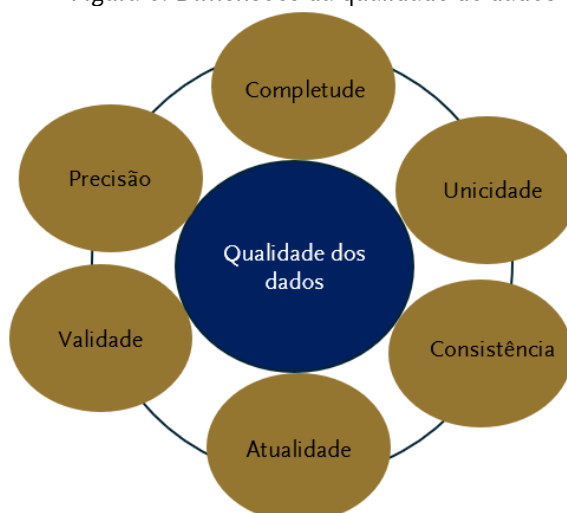 Completude
Precisão
Unicidade
Qualidade dos
dados
Validade
Consistência
Atualidade